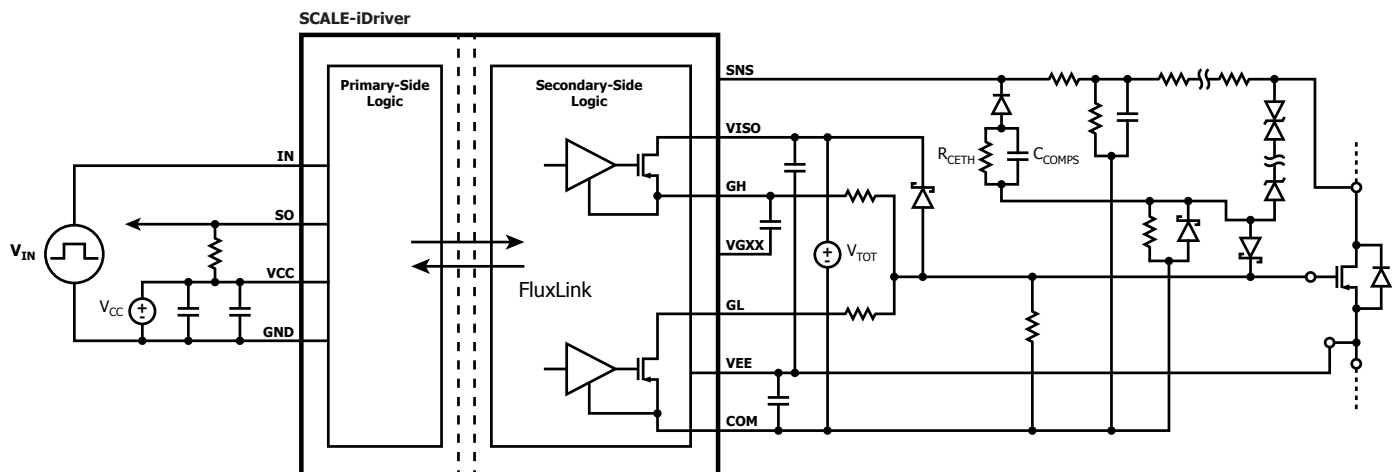 SCALE-iDriver
Primary-Side
Logic
Secondary-Side
Logic
SNS
VISO
IN
GH
SO
VGXX
VCC
GL
GND
VEE
COM
FluxLink
V_IN
V_CC
V_TOT
R_CETH
C_COMPS
+
-
+
-